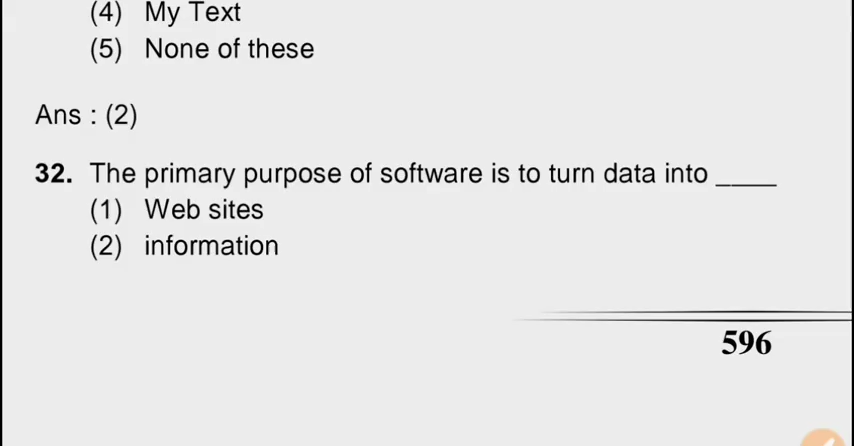 (4) My Text
(5) None of these
Ans : (2)
32. The primary purpose of software is to turn data into _____
(1) Web sites
(2) information
596